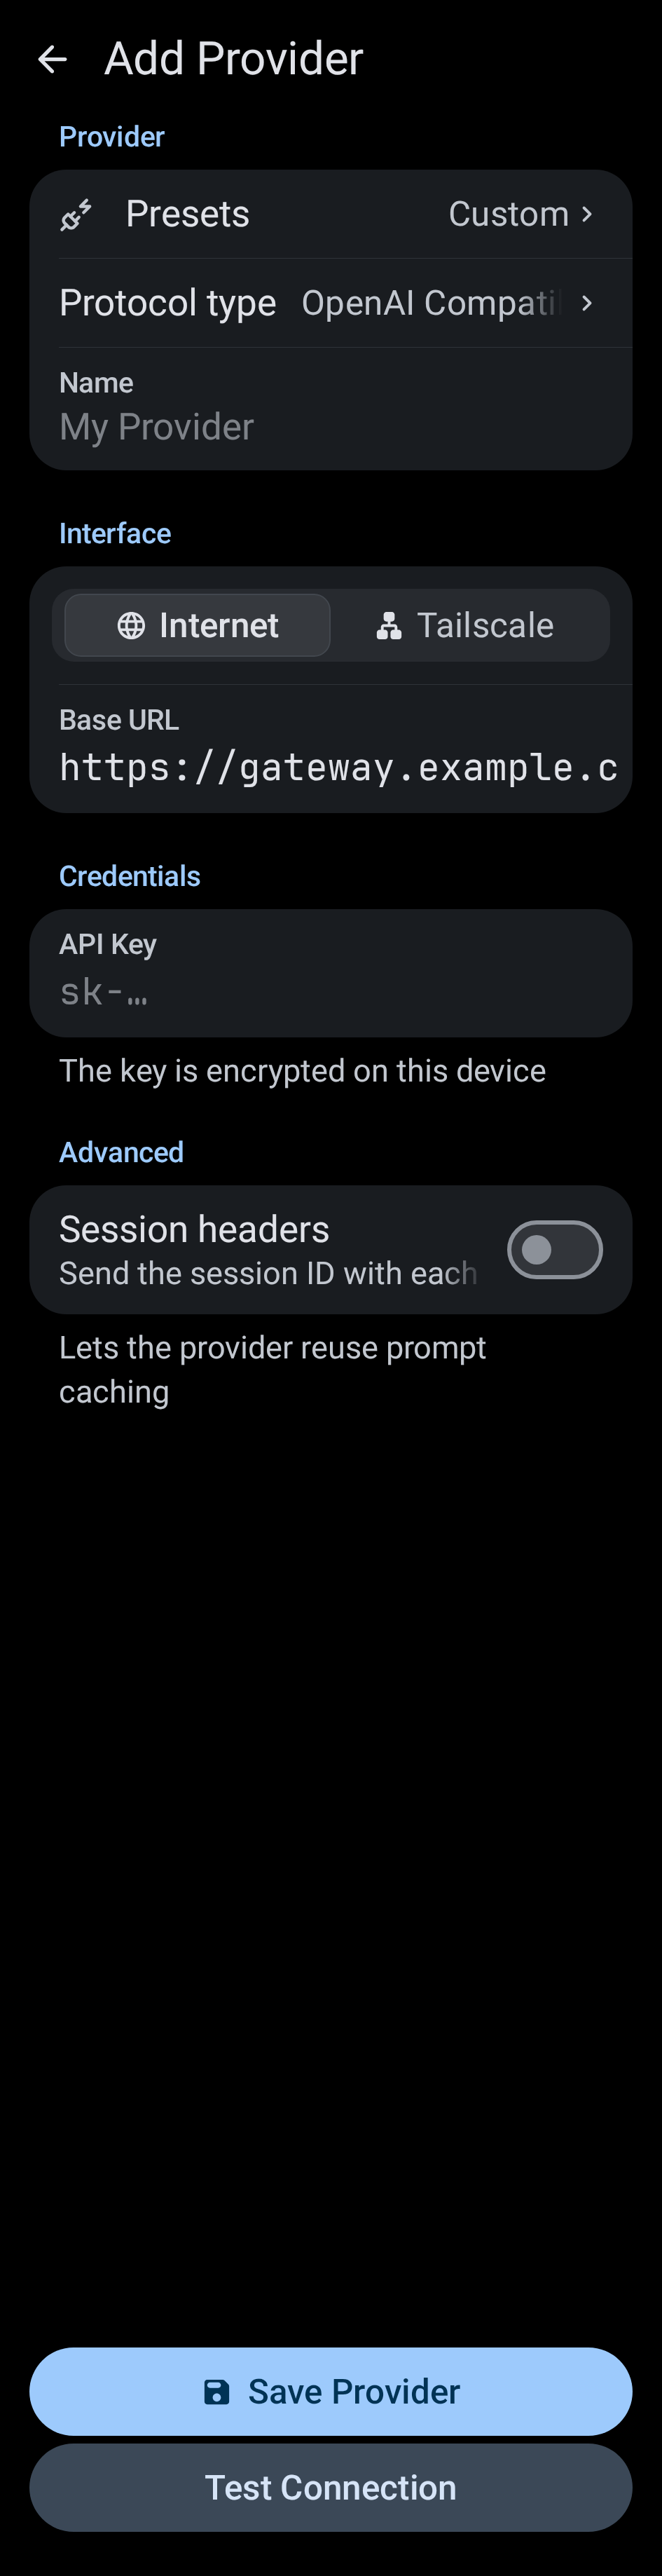 Add Provider
Provider
Presets Custom
Protocol type OpenAI Compati
Name
My Provider
Interface
Internet Tailscale
Base URL
https://gateway.example.c
Credentials
API Key
sk-…
The key is encrypted on this device
Advanced
Session headers
Send the session ID with each
Lets the provider reuse prompt
caching
Save Provider
Test Connection